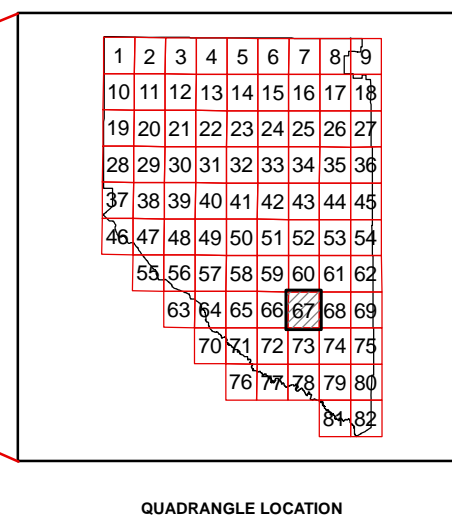 1 2 3 4 5 6 7 8 9
10 11 12 13 14 15 16 17 18
19 20 21 22 23 24 25 26 27
28 29 30 31 32 33 34 35 36
37 38 39 40 41 42 43 44 45
46 47 48 49 50 51 52 53 54
55 56 57 58 59 60 61 62
63 64 65 66 67 68 69
70 71 72 73 74 75
76 77 78 79 80
81 82
QUADRANGLE LOCATION